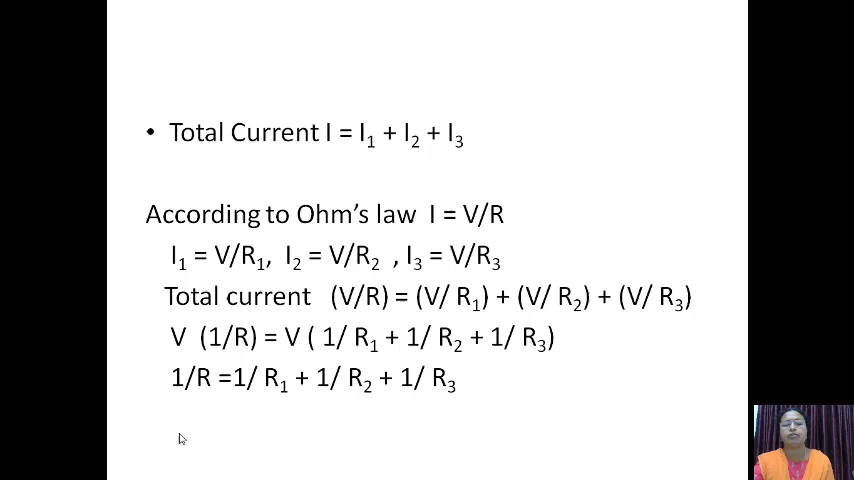 • Total Current I = I₁ + I₂ + I₃
According to Ohm's law I = V/R
I₁ = V/R₁, I₂ = V/R₂ , I₃ = V/R₃
Total current (V/R) = (V/ R₁) + (V/ R₂) + (V/ R₃)
V (1/R) = V ( 1/ R₁ + 1/ R₂ + 1/ R₃)
1/R =1/ R₁ + 1/ R₂ + 1/ R₃